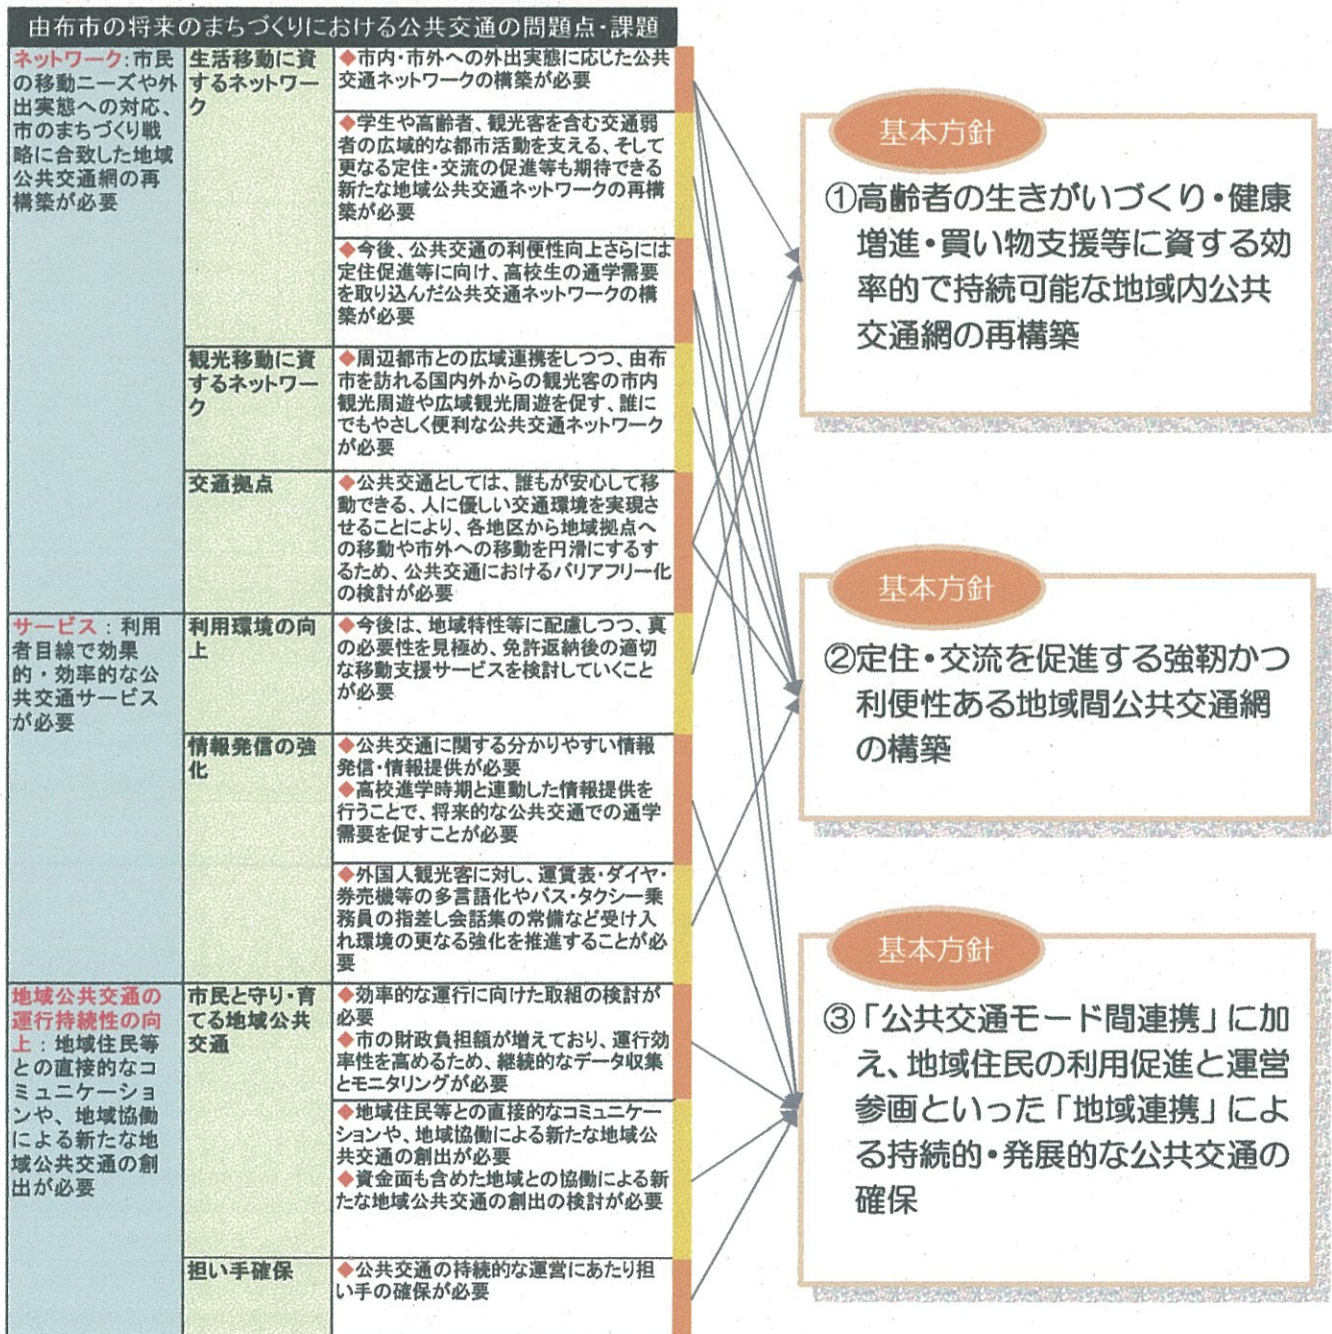 由布市の将来のまちづくりにおける公共交通の問題点・課題
ネットワーク:市民
の移動ニーズや外
出実態への対応、
市のまちづくり戦
略に合致した地域
公共交通網の再
構築が必要
生活移動に資
するネットワー
ク
◆市内・市外への外出実態に応じた公共
交通ネットワークの構築が必要
◆学生や高齢者、観光客を含む交通弱
者の広域的な都市活動を支える、そして
更なる定住・交流の促進等も期待できる
新たな地域公共交通ネットワークの再構
築が必要
◆今後、公共交通の利便性向上さらには
定住促進等に向け、高校生の通学需要
を取り込んだ公共交通ネットワークの構
築が必要
観光移動に資
するネットワー
ク
◆周辺都市との広域連携をしつつ、由布
市を訪れる国内外からの観光客の市内
観光周遊や広域観光周遊を促す、誰に
でもやさしく便利な公共交通ネットワーク
が必要
交通拠点
◆公共交通としては、誰もが安心して移
動できる、人に優しい交通環境を実現さ
せることにより、各地区から地域拠点へ
の移動や市外への移動を円滑にするす
るため、公共交通におけるバリアフリー化
の検討が必要
サービス：利用
者目線で効果
的・効率的な公
共交通サービス
が必要
利用環境の向
上
◆今後は、地域特性等に配慮しつつ、真
の必要性を見極め、免許返納後の適切
な移動支援サービスを検討していくこと
が必要
情報発信の強
化
◆公共交通に関する分かりやすい情報
発信・情報提供が必要
◆高校進学時期と連動した情報提供を
行うことで、将来的な公共交通での通学
需要を促すことが必要
◆外国人観光客に対し、運賃表・ダイヤ・
券売機等の多言語化やバス・タクシー乗
務員の指差し会話集の常備など受け入
れ環境の更なる強化を推進することが必
要
地域公共交通の
運行持続性の向
上：地域住民等
との直接的なコ
ミュニケーショ
ンや、地域協働
による新たな地
域公共交通の創
出が必要
市民と守り・育
てる地域公共
交通
◆効率的な運行に向けた取組の検討が
必要
◆市の財政負担額が増えており、運行効
率性を高めるため、継続的なデータ収集
とモニタリングが必要
◆地域住民等との直接的なコミュニケー
ションや、地域協働による新たな地域公
共交通の創出が必要
◆資金面も含めた地域との協働による新
たな地域公共交通の創出の検討が必要
担い手確保
◆公共交通の持続的な運営にあたり担
い手の確保が必要
基本方針
①高齢者の生きがいづくり・健康
増進・買い物支援等に資する効
率的で持続可能な地域内公共
交通網の再構築
基本方針
②定住・交流を促進する強靭かつ
利便性ある地域間公共交通網
の構築
基本方針
③「公共交通モード間連携」に加
え、地域住民の利用促進と運営
参画といった「地域連携」によ
る持続的・発展的な公共交通の
確保